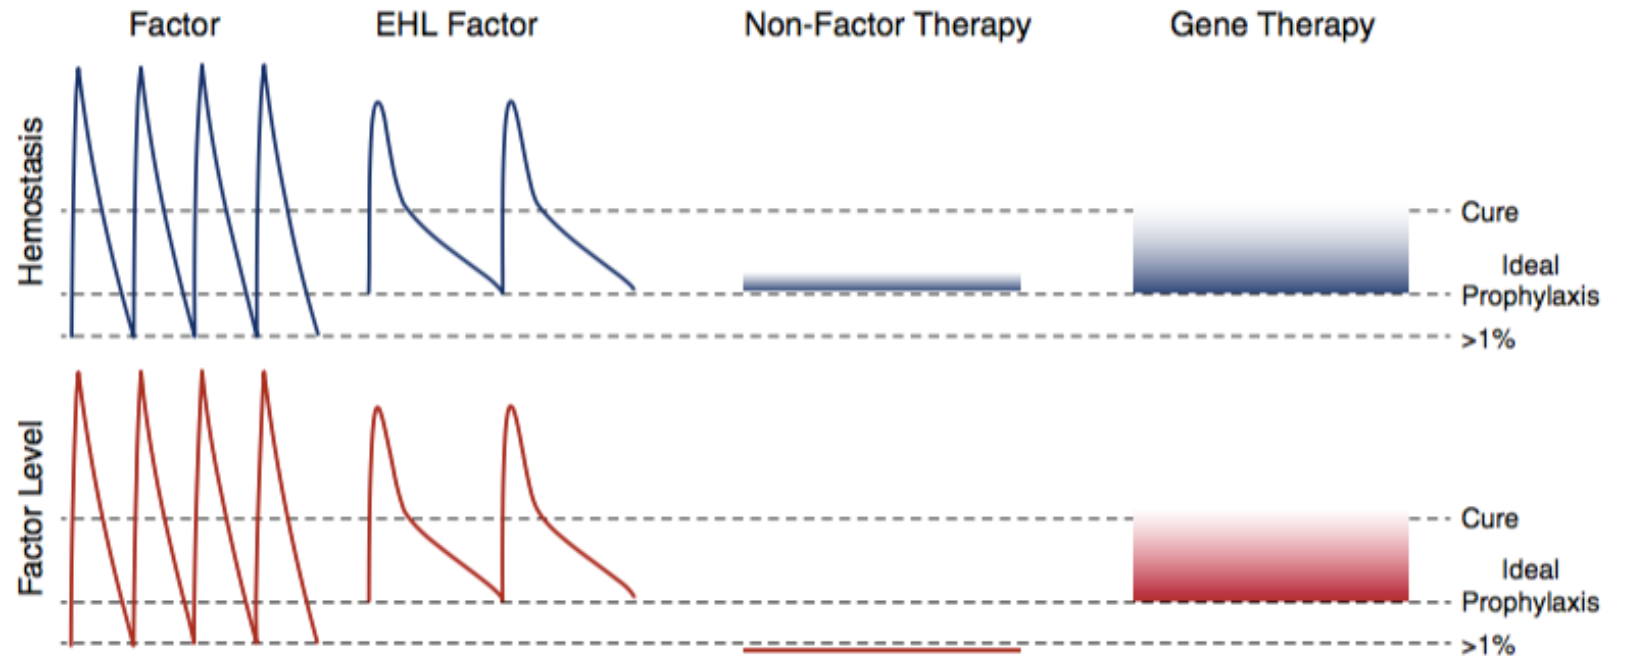 Factor
EHL Factor
Non-Factor Therapy
Gene Therapy
Hemostasis
Cure
Ideal
Prophylaxis
>1%
Factor Level
Cure
Ideal
Prophylaxis
>1%